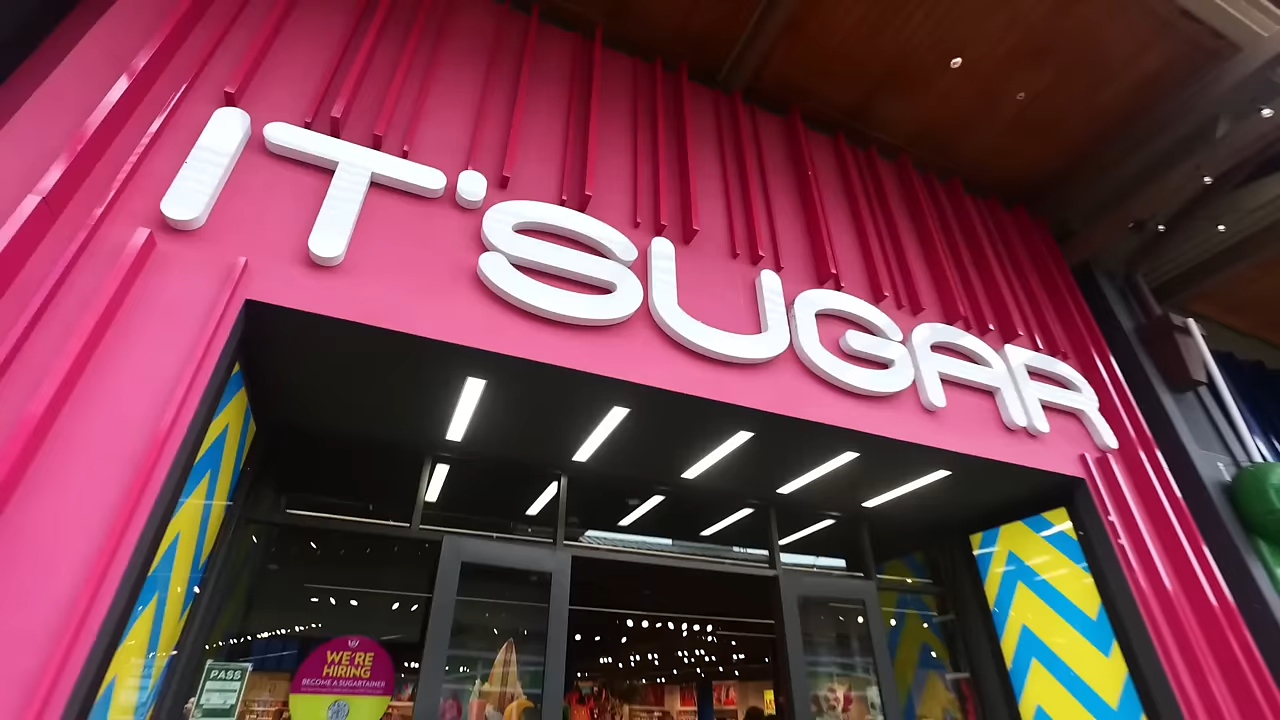 IT'SUGAR
WE'RE
HIRING
BECOME A SUGARTAINER
PASS